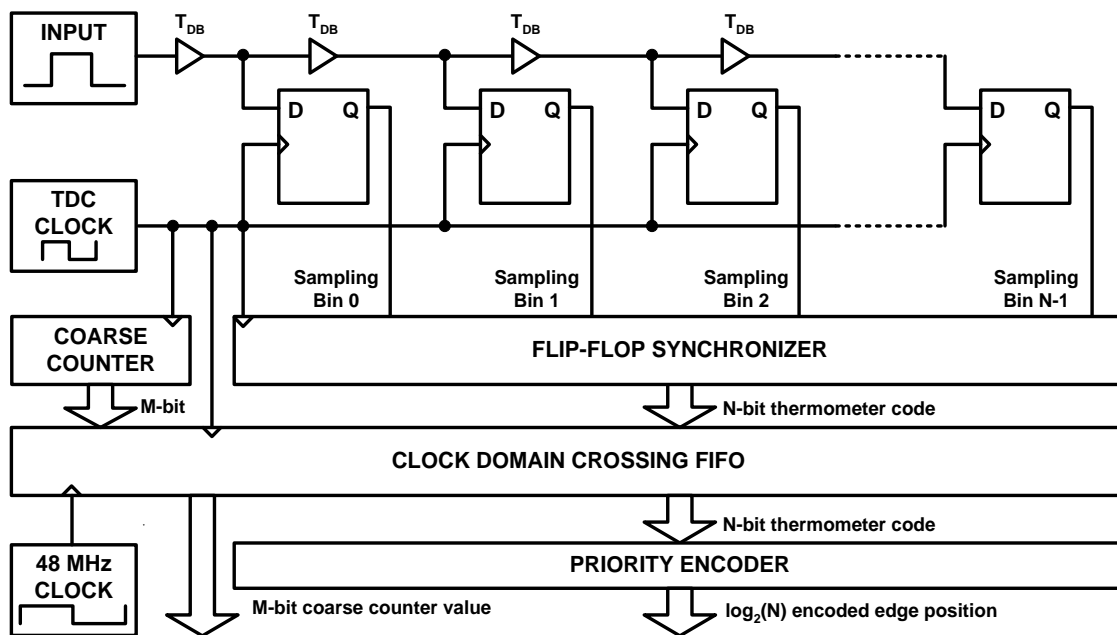 INPUT
T_DB
T_DB
T_DB
T_DB
D Q
D Q
D Q
D Q
TDC
CLOCK
Sampling
Bin 0
Sampling
Bin 1
Sampling
Bin 2
Sampling
Bin N-1
COARSE
COUNTER
FLIP-FLOP SYNCHRONIZER
M-bit
N-bit thermometer code
CLOCK DOMAIN CROSSING FIFO
N-bit thermometer code
48 MHz
CLOCK
PRIORITY ENCODER
M-bit coarse counter value
log₂(N) encoded edge position